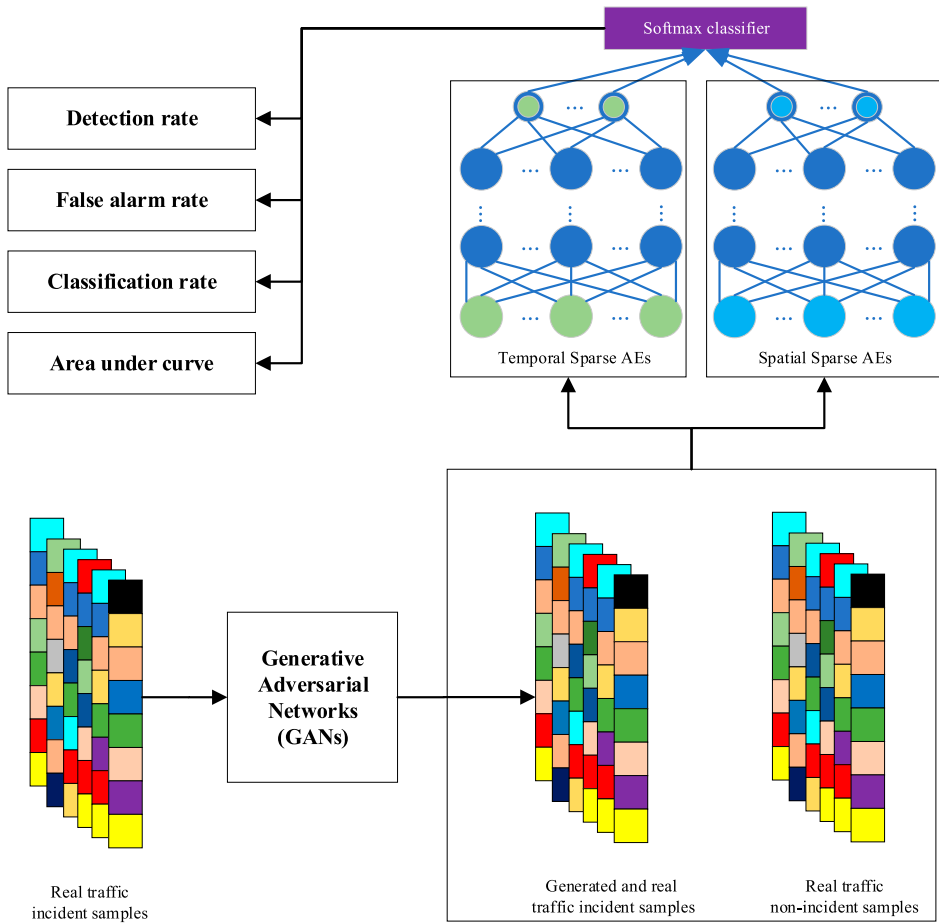 Softmax classifier
Detection rate
False alarm rate
Classification rate
Area under curve
Temporal Sparse AEs
Spatial Sparse AEs
Generative
Adversarial
Networks
(GANs)
Real traffic
incident samples
Generated and real
traffic incident samples
Real traffic
non-incident samples